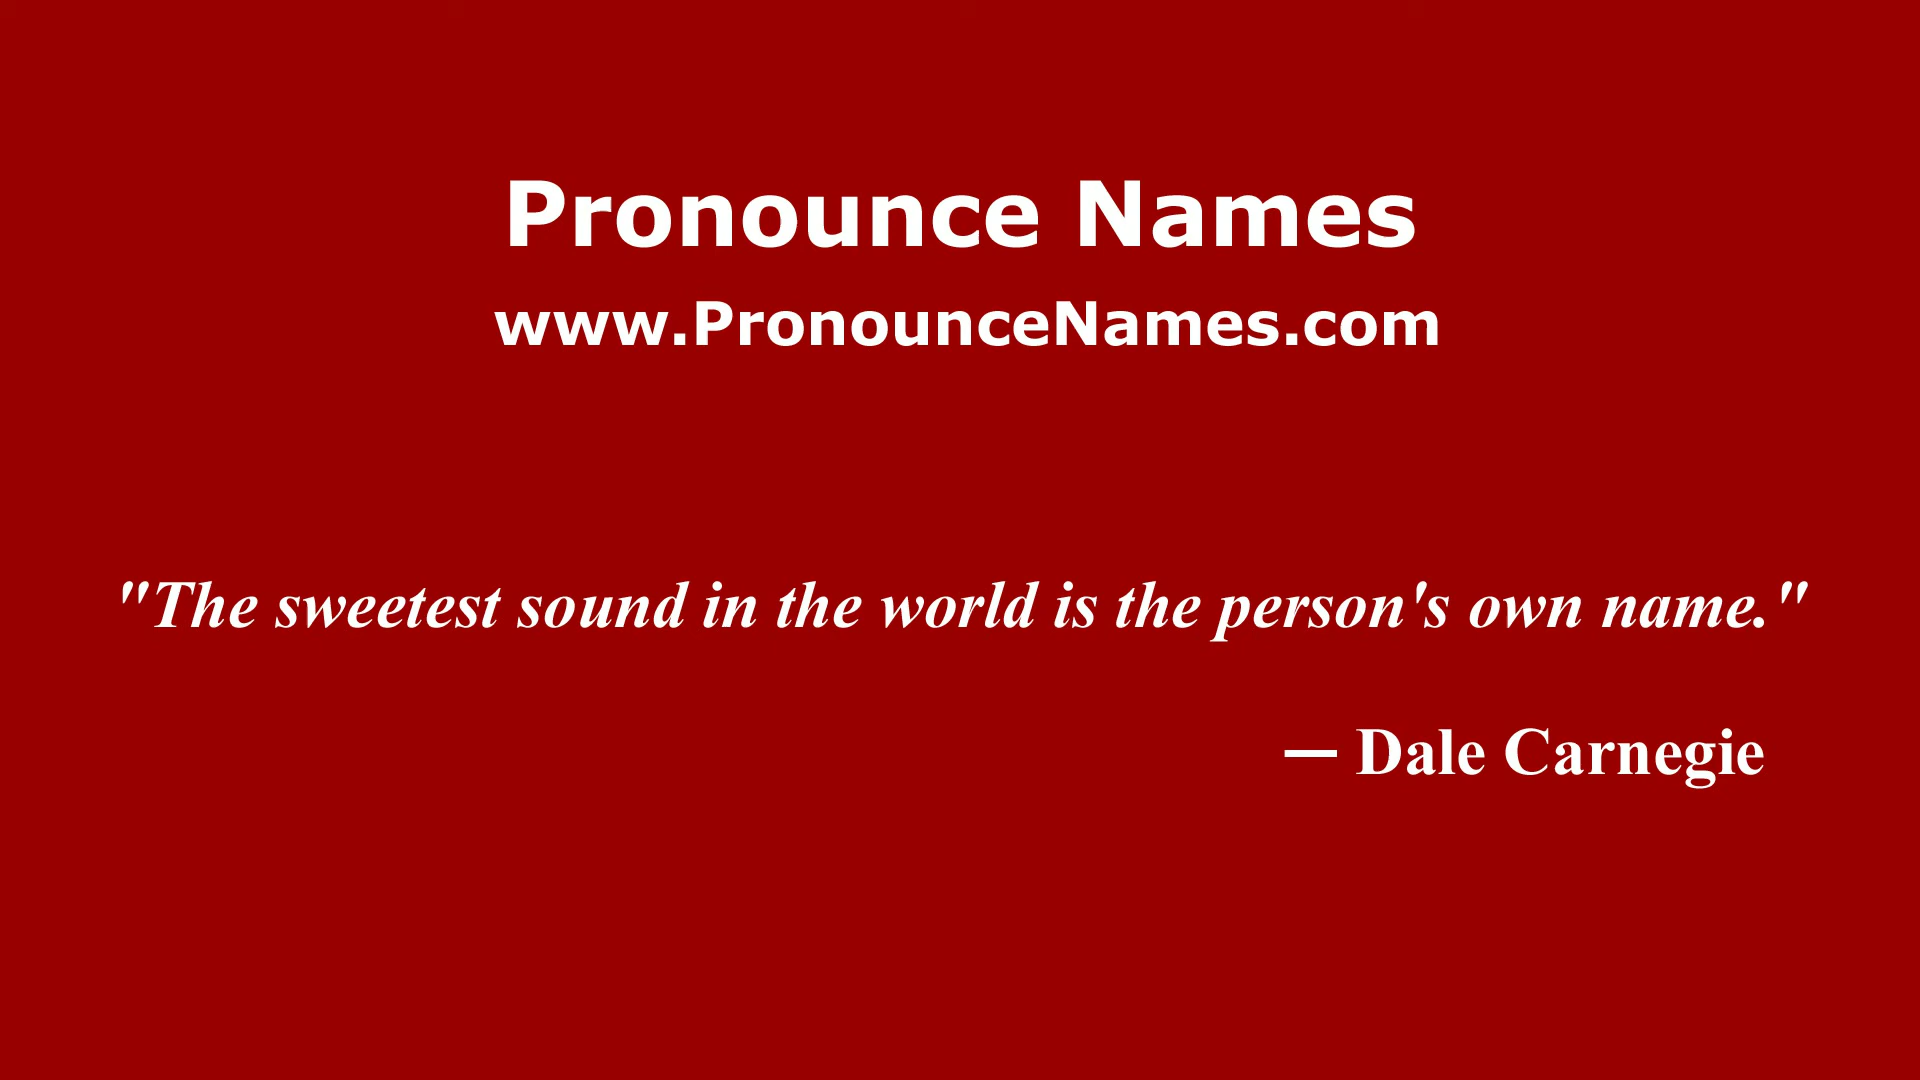 Pronounce Names
www.PronounceNames.com
"The sweetest sound in the world is the person's own name."
— Dale Carnegie